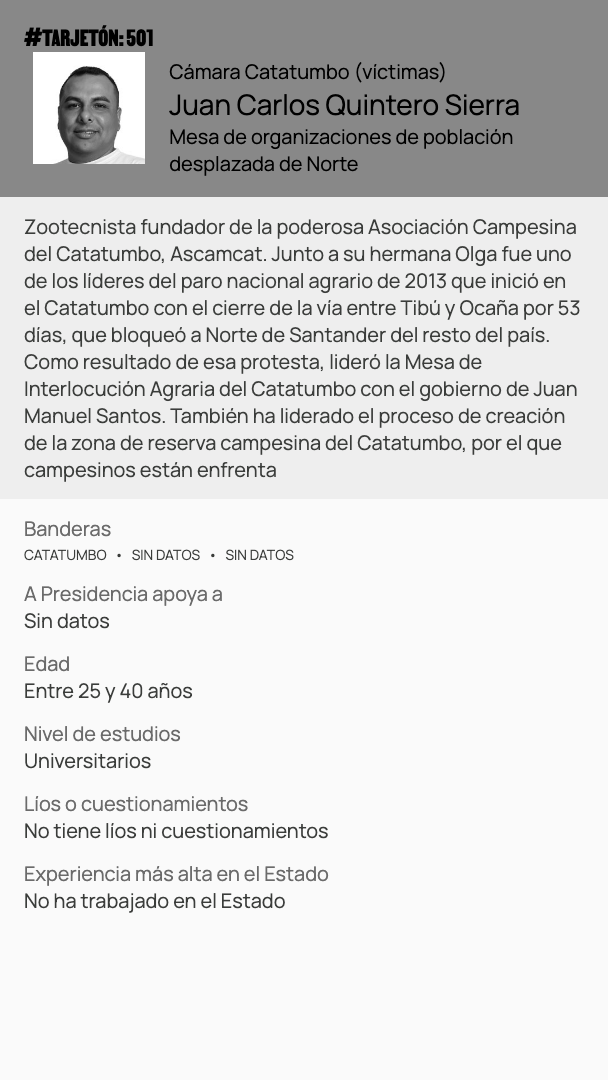 #TARJETÓN: 501
Cámara Catatumbo (víctimas)
Juan Carlos Quintero Sierra
Mesa de organizaciones de población
desplazada de Norte
Zootecnista fundador de la poderosa Asociación Campesina
del Catatumbo, Ascamcat. Junto a su hermana Olga fue uno
de los líderes del paro nacional agrario de 2013 que inició en
el Catatumbo con el cierre de la vía entre Tibú y Ocaña por 53
días, que bloqueó a Norte de Santander del resto del país.
Como resultado de esa protesta, lideró la Mesa de
Interlocución Agraria del Catatumbo con el gobierno de Juan
Manuel Santos. También ha liderado el proceso de creación
de la zona de reserva campesina del Catatumbo, por el que
campesinos están enfrenta
Banderas
CATATUMBO • SIN DATOS • SIN DATOS
A Presidencia apoya a
Sin datos
Edad
Entre 25 y 40 años
Nivel de estudios
Universitarios
Líos o cuestionamientos
No tiene líos ni cuestionamientos
Experiencia más alta en el Estado
No ha trabajado en el Estado